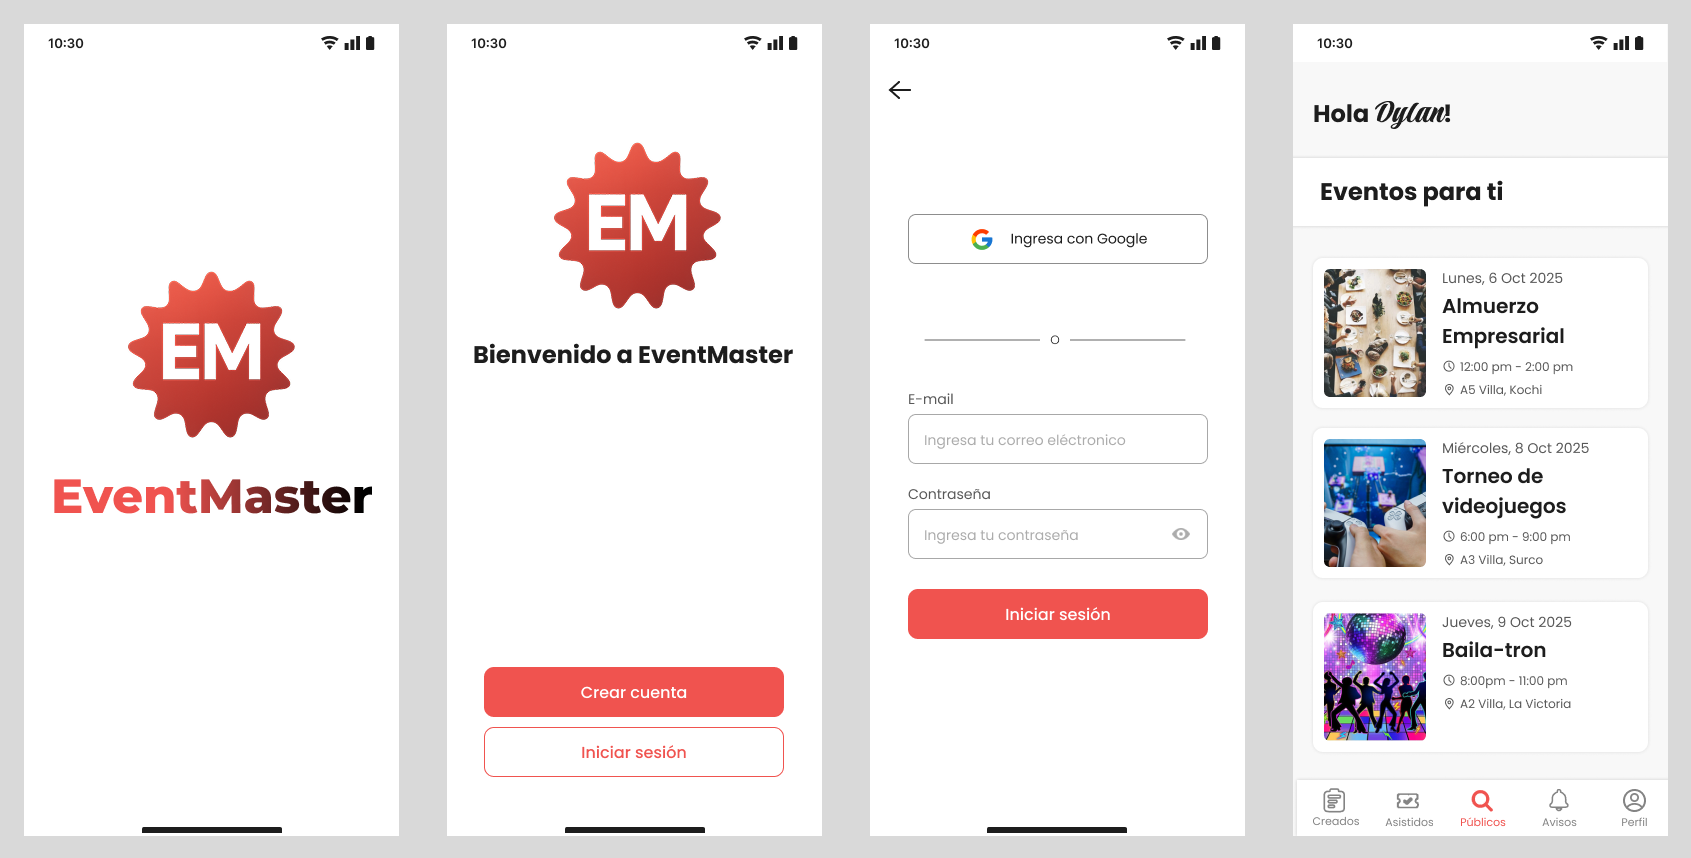 10:30
EM
EventMaster
10:30
EM
Bienvenido a EventMaster
Crear cuenta
Iniciar sesión
10:30
Ingresa con Google
O
E-mail
Ingresa tu correo eléctronico
Contraseña
Ingresa tu contraseña
Iniciar sesión
10:30
Hola Dylan!
Eventos para ti
Lunes, 6 Oct 2025
Almuerzo
Empresarial
12:00 pm - 2:00 pm
A5 Villa, Kochi
Miércoles, 8 Oct 2025
Torneo de
videojuegos
6:00 pm - 9:00 pm
A3 Villa, Surco
Jueves, 9 Oct 2025
Baila-tron
8:00pm - 11:00 pm
A2 Villa, La Victoria
Creados
Asistidos
Públicos
Avisos
Perfil